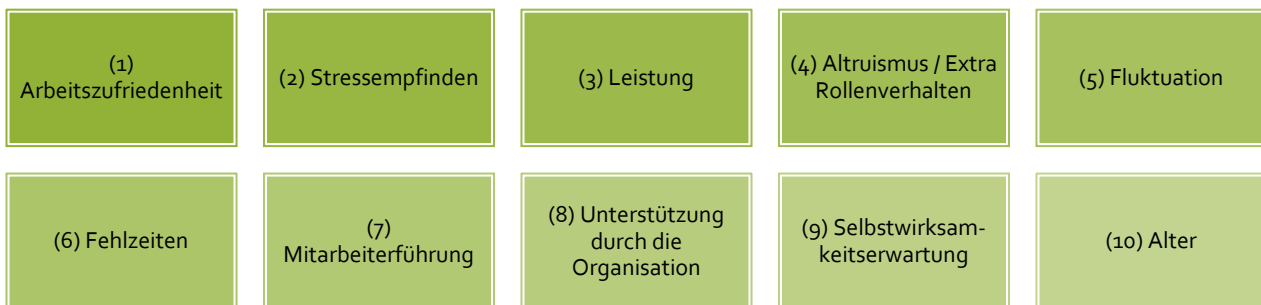 (1)
Arbeitszufriedenheit
(2) Stressempfinden
(3) Leistung
(4) Altruismus / Extra
Rollenverhalten
(5) Fluktuation
(6) Fehlzeiten
(7)
Mitarbeiterführung
(8) Unterstützung
durch die
Organisation
(9) Selbstwirksam-
keitserwartung
(10) Alter